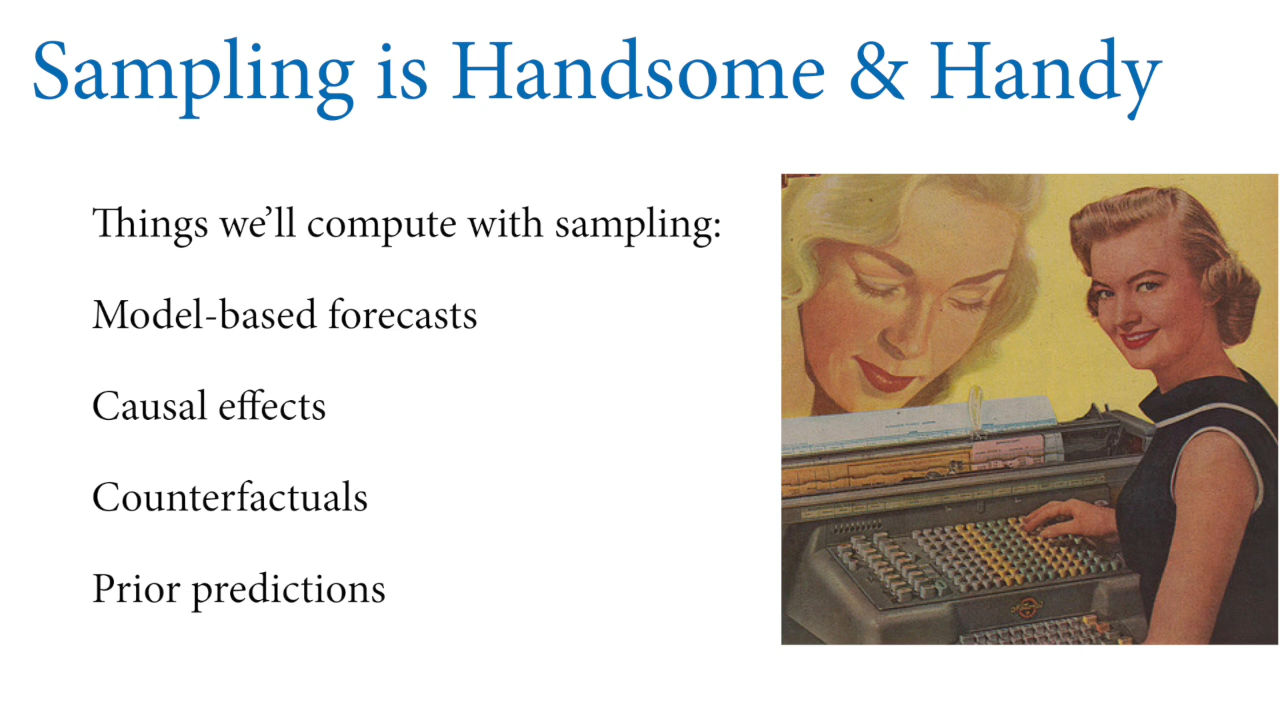 Sampling is Handsome & Handy
Things we’ll compute with sampling:
Model-based forecasts
Causal effects
Counterfactuals
Prior predictions